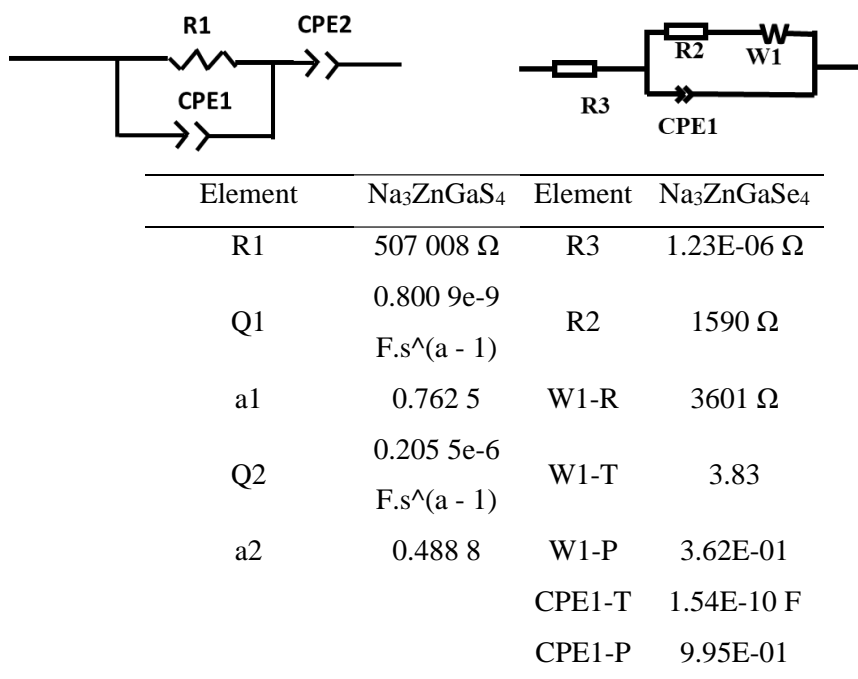 R1 CPE2
CPE1
R2 W1
R3
CPE1
Element Na₃ZnGaS₄ Element Na₃ZnGaSe₄
R1 507 008 Ω R3 1.23E-06 Ω
Q1 0.800 9e-9 F.s^(a - 1) R2 1590 Ω
a1 0.762 5 W1-R 3601 Ω
Q2 0.205 5e-6 F.s^(a - 1) W1-T 3.83
a2 0.488 8 W1-P 3.62E-01
CPE1-T 1.54E-10 F
CPE1-P 9.95E-01